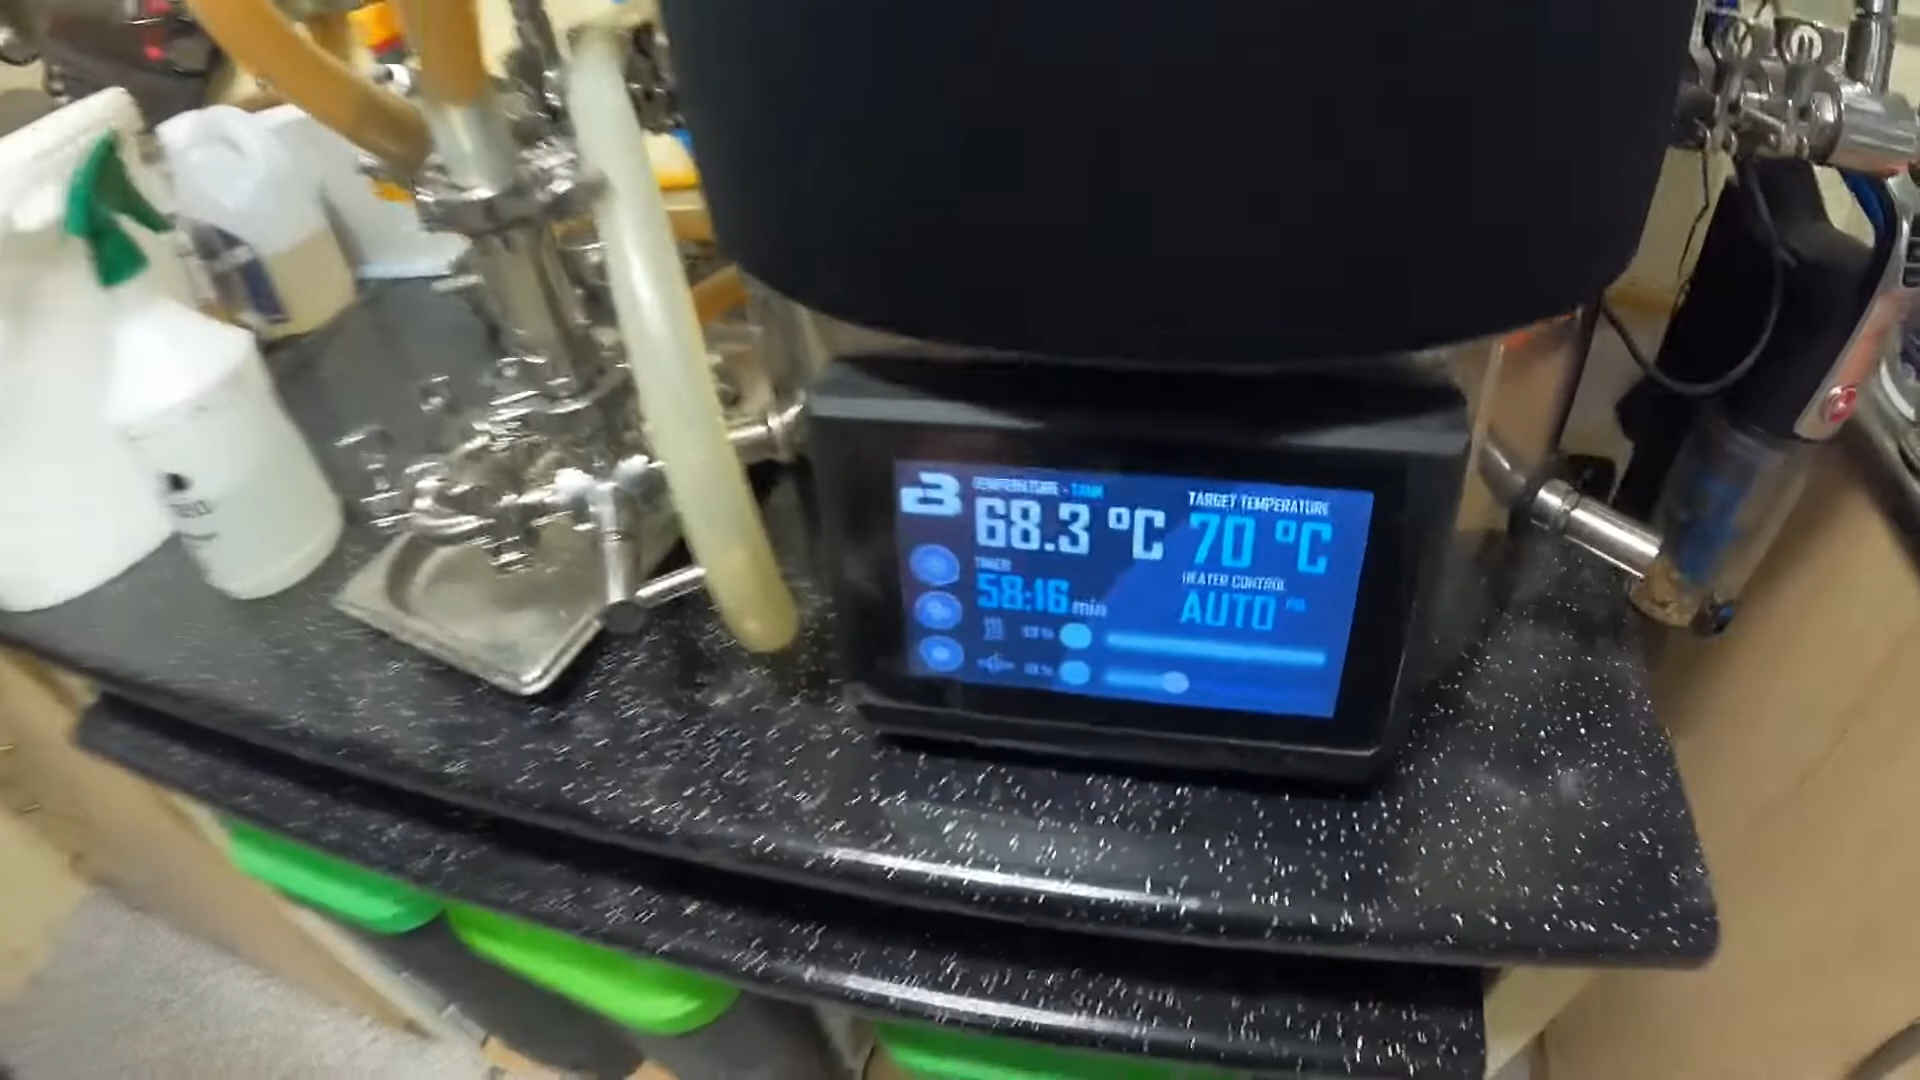 TEMPERATURE - TANK
68.3 °C
TARGET TEMPERATURE
70 °C
TIMER
58:16 min
HEATER CONTROL
AUTO